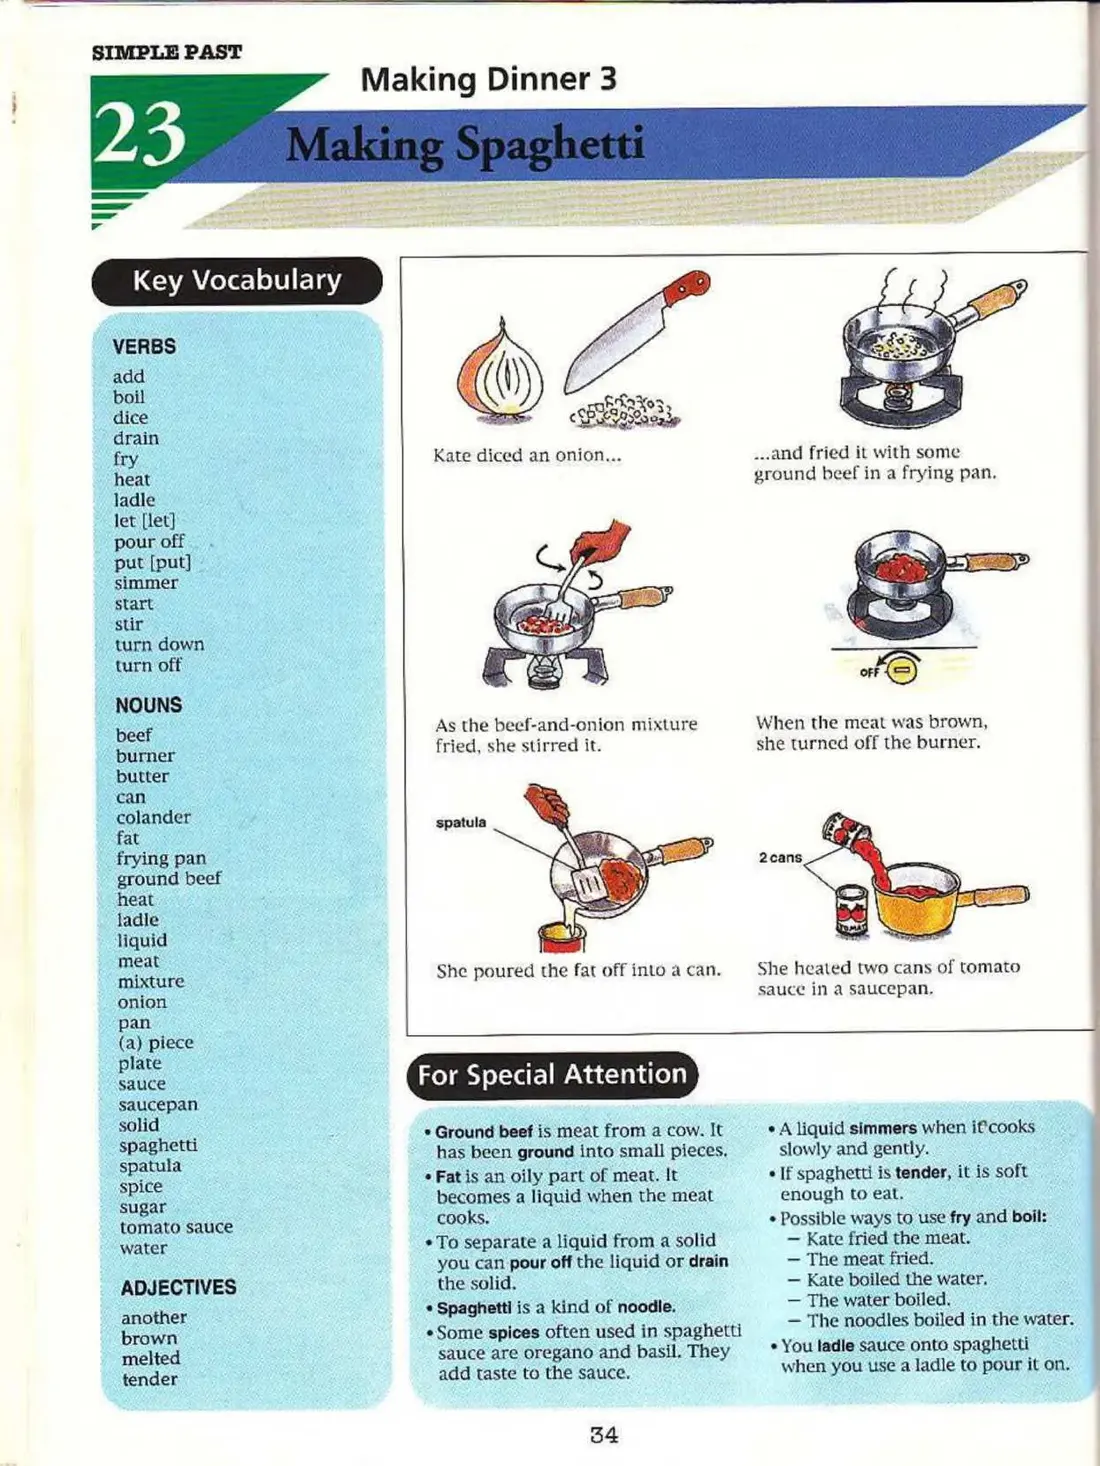 SIMPLE PAST
Making Dinner 3
23
Making Spaghetti
Key Vocabulary
VERBS
add
boil
dice
drain
fry
heat
ladle
let [let]
pour off
put [put]
simmer
start
stir
turn down
turn off
NOUNS
beef
burner
butter
can
colander
fat
frying pan
ground beef
heat
ladle
liquid
meat
mixture
onion
pan
(a) piece
plate
sauce
saucepan
solid
spaghetti
spatula
spice
sugar
tomato sauce
water
ADJECTIVES
another
brown
melted
tender
Kate diced an onion...
...and fried it with some
ground beef in a frying pan.
As the beef-and-onion mixture
fried, she stirred it.
OFF
When the meat was brown,
she turned off the burner.
spatula
She poured the fat off into a can.
2 cans
She heated two cans of tomato
sauce in a saucepan.
For Special Attention
• Ground beef is meat from a cow. It
has been ground into small pieces.
• Fat is an oily part of meat. It
becomes a liquid when the meat
cooks.
• To separate a liquid from a solid
you can pour off the liquid or drain
the solid.
• Spaghetti is a kind of noodle.
• Some spices often used in spaghetti
sauce are oregano and basil. They
add taste to the sauce.
• A liquid simmers when it cooks
slowly and gently.
• If spaghetti is tender, it is soft
enough to eat.
• Possible ways to use fry and boil:
– Kate fried the meat.
– The meat fried.
– Kate boiled the water.
– The water boiled.
– The noodles boiled in the water.
• You ladle sauce onto spaghetti
when you use a ladle to pour it on.
34